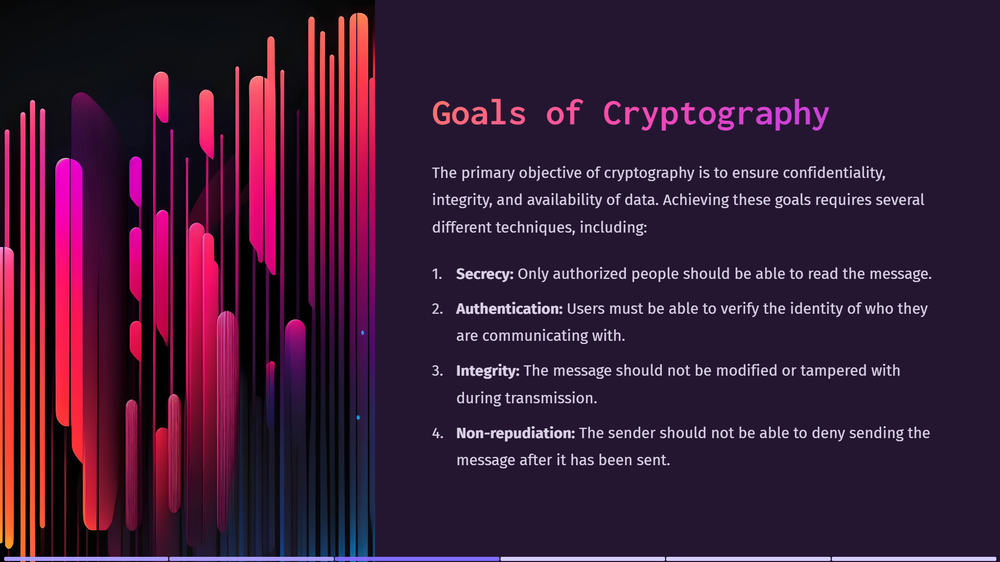 Goals of Cryptography
The primary objective of cryptography is to ensure confidentiality,
integrity, and availability of data. Achieving these goals requires several
different techniques, including:
1. Secrecy: Only authorized people should be able to read the message.
2. Authentication: Users must be able to verify the identity of who they
are communicating with.
3. Integrity: The message should not be modified or tampered with
during transmission.
4. Non-repudiation: The sender should not be able to deny sending the
message after it has been sent.